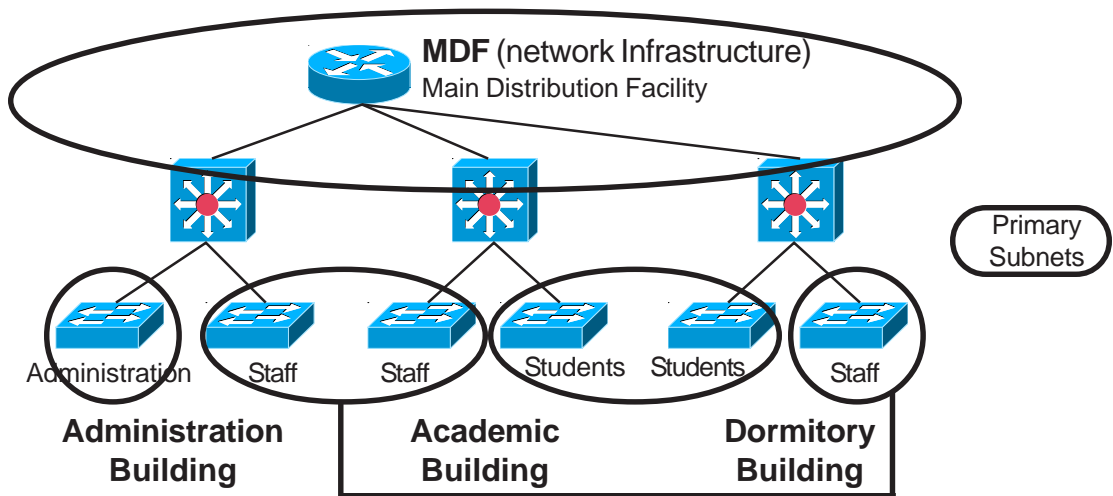 MDF (network Infrastructure)
Main Distribution Facility
Primary
Subnets
Administration
Staff
Staff
Students
Students
Staff
Administration
Building
Academic
Building
Dormitory
Building